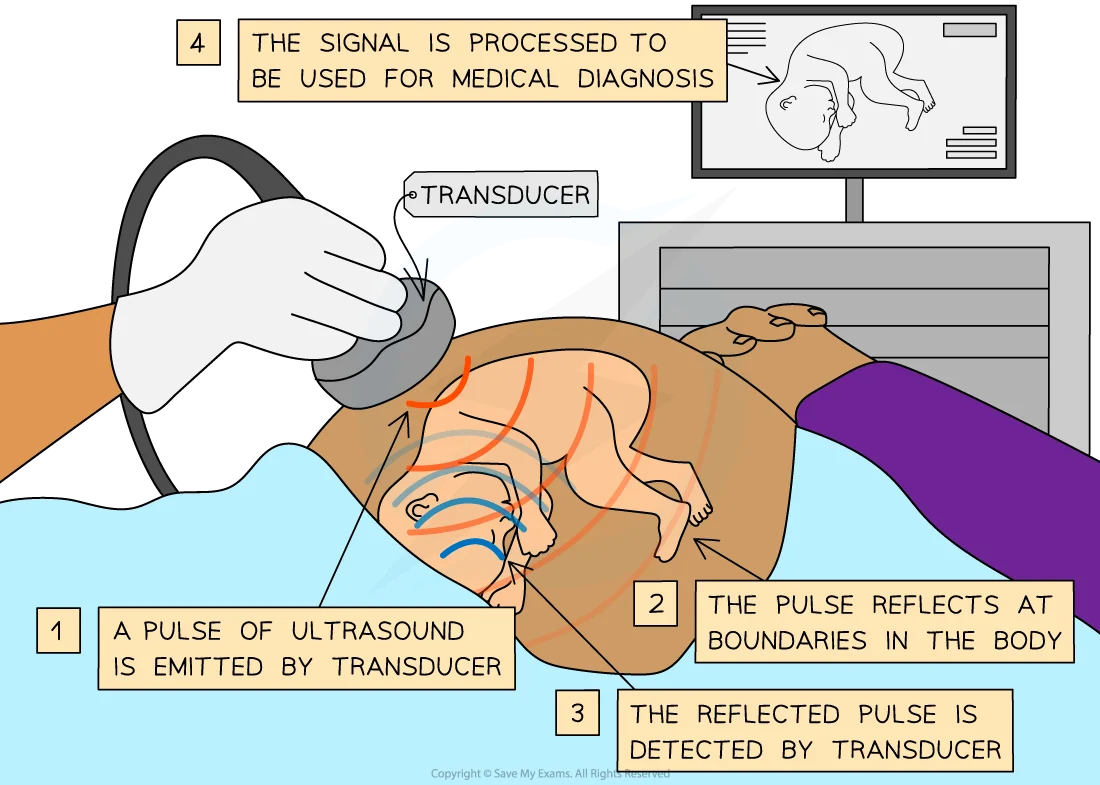 4
THE SIGNAL IS PROCESSED TO
BE USED FOR MEDICAL DIAGNOSIS
TRANSDUCER
1
A PULSE OF ULTRASOUND
IS EMITTED BY TRANSDUCER
2
THE PULSE REFLECTS AT
BOUNDARIES IN THE BODY
3
THE REFLECTED PULSE IS
DETECTED BY TRANSDUCER
Copyright © Save My Exams. All Rights Reserved